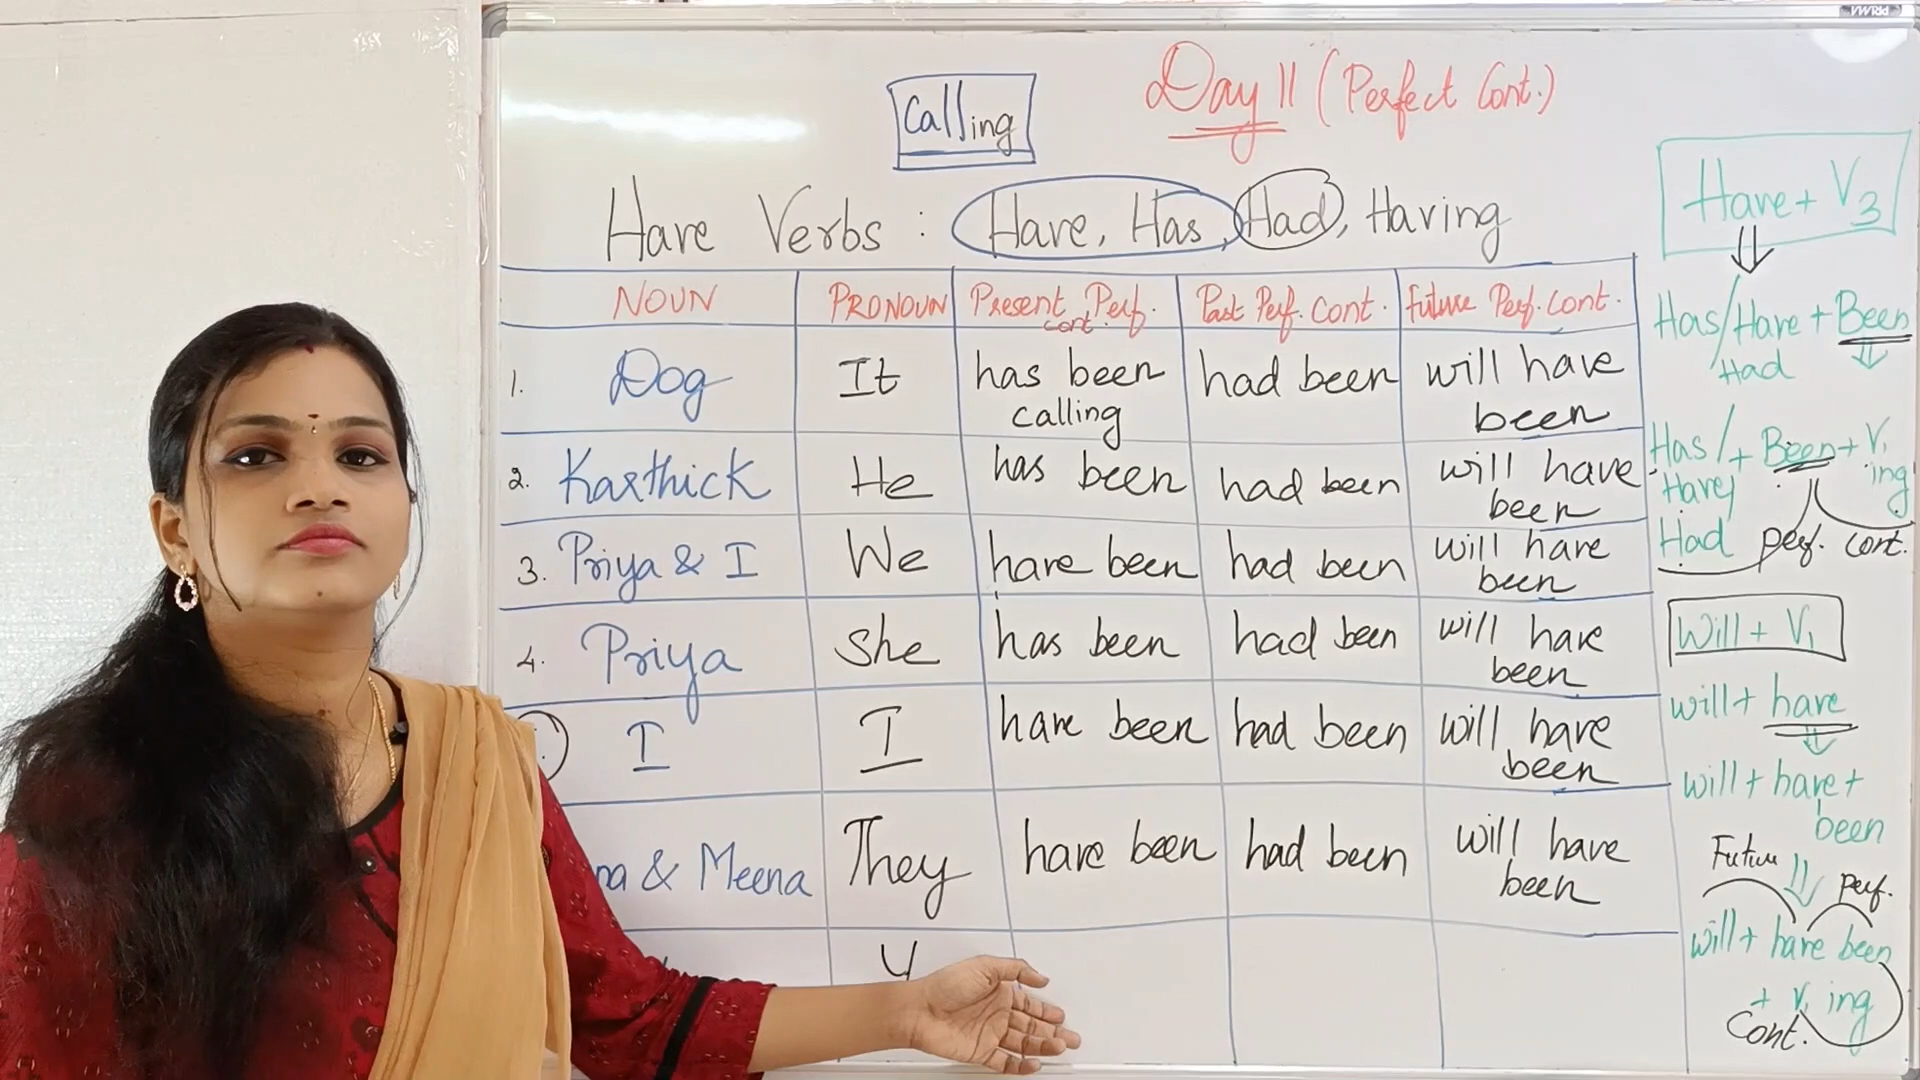 PRIMA
Day 11 (Perfect Cont.)
Calling
Have Verbs : Have, Has, Had, Having
NOUN PRONOUN Present Perf. cont. Past Perf. Cont. Future Perf. Cont.
1. Dog It has been calling had been will have been
2. Karthick He has been had been will have been
3. Priya & I We have been had been will have been
4. Priya She has been had been will have been
I I have been had been will have been
na & Meena They have been had been will have been
Have + V3
Has/Have + Been
Had
Has/ + Been + V1
Have/ ing
Had perf. cont.
Will + V1
will + have
will + have +
been
Future perf.
will + have been
+ V1 ing
Cont.